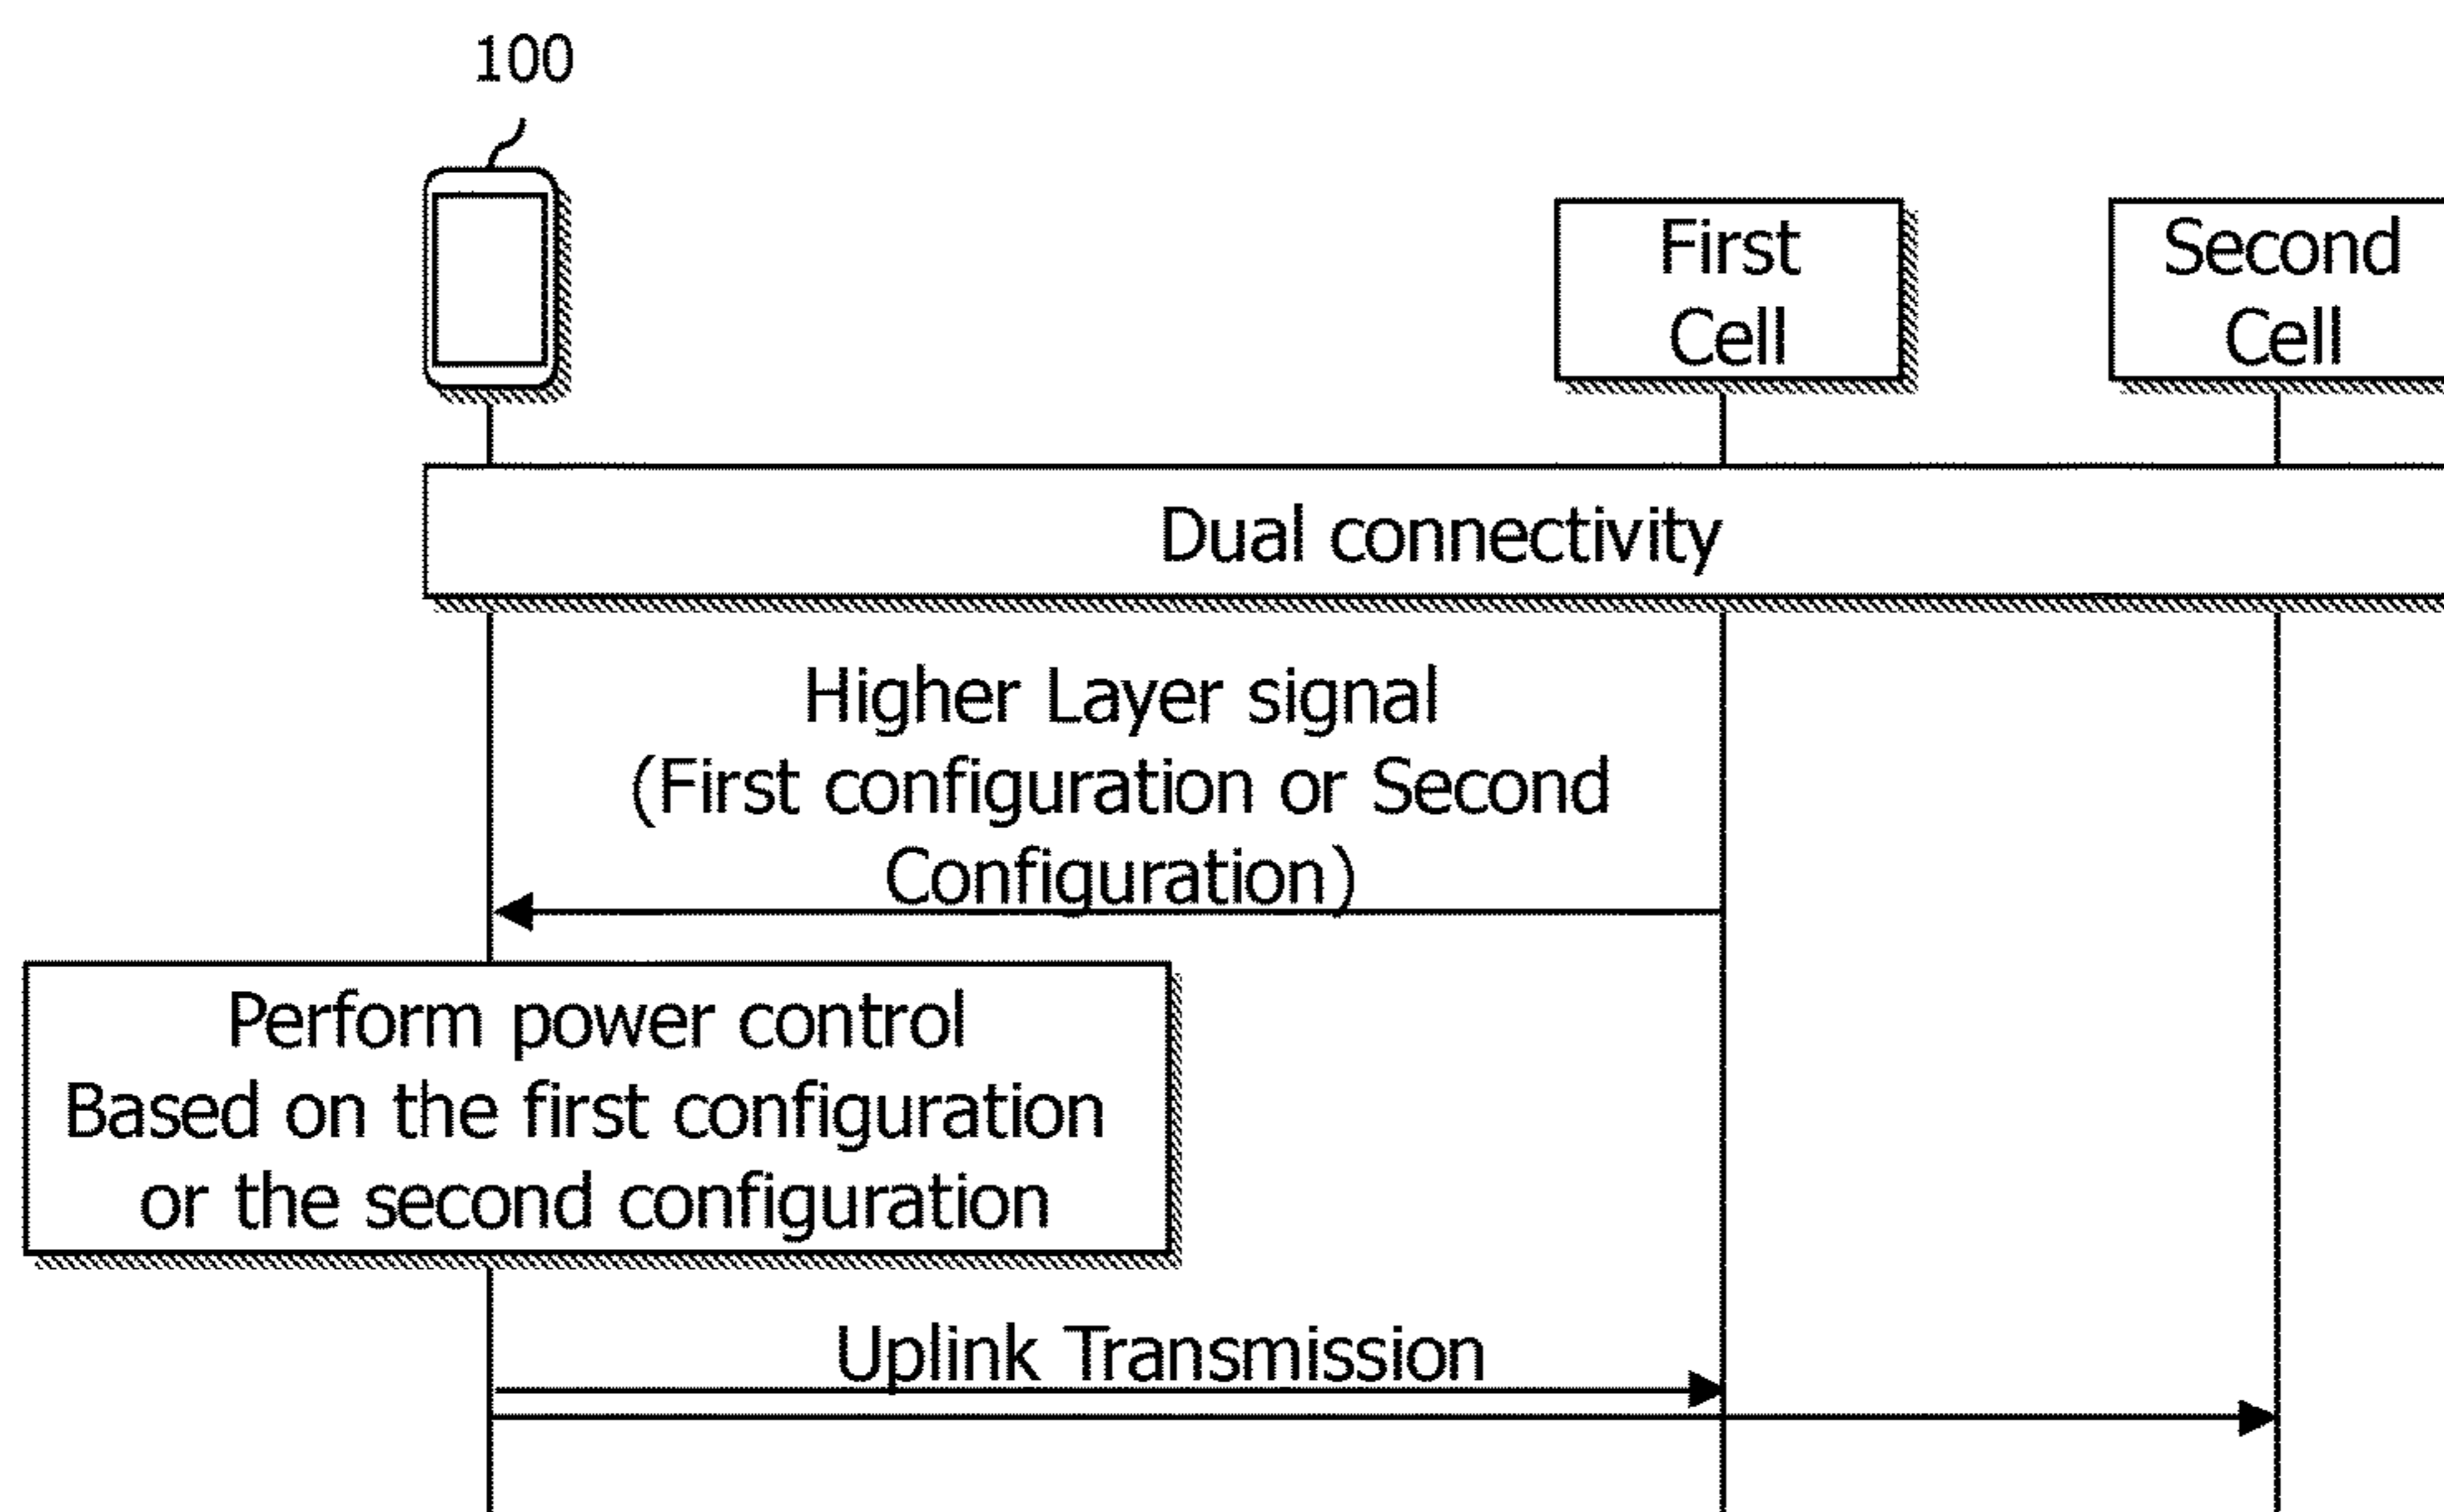 100
First
Cell
Second
Cell
Dual connectivity
Higher Layer signal
(First configuration or Second
Configuration)
Perform power control
Based on the first configuration
or the second configuration
Uplink Transmission